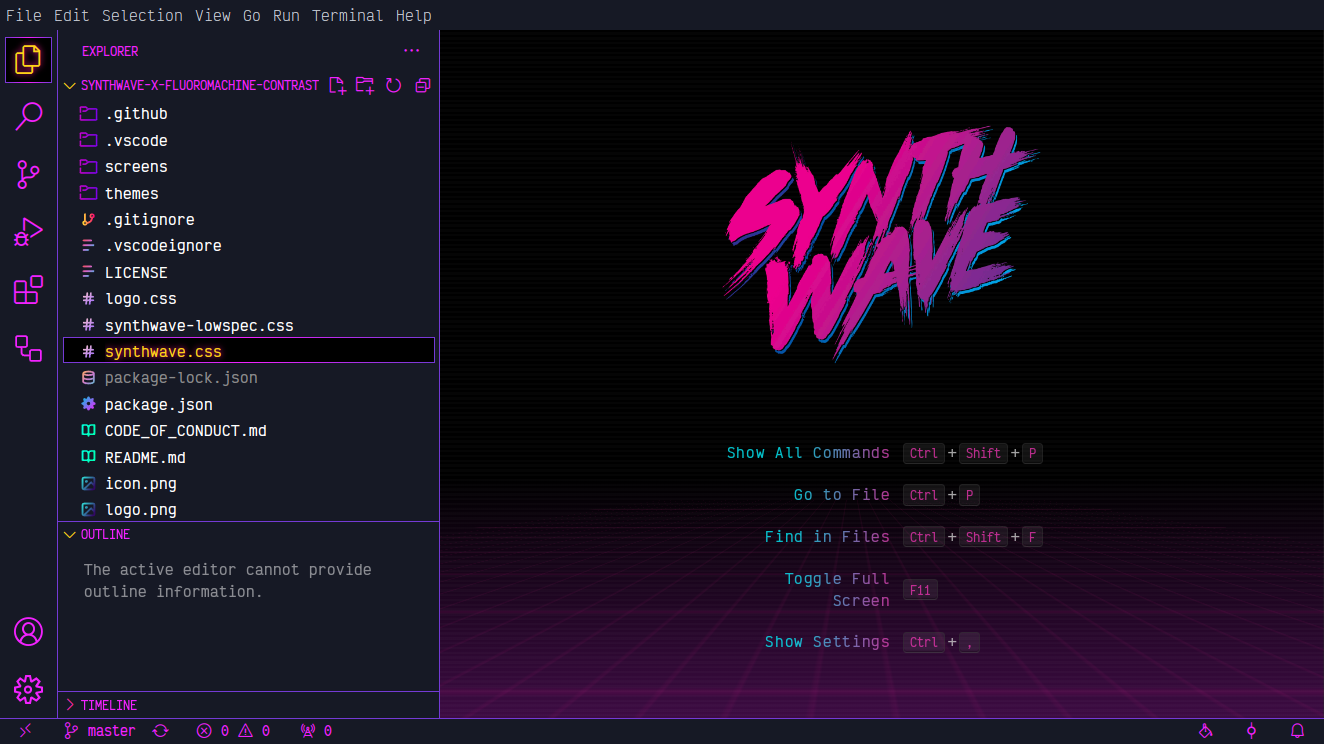 File Edit Selection View Go Run Terminal Help
EXPLORER
SYNTHWAVE-X-FLUOROMACHINE-CONTRAST
.github
.vscode
screens
themes
.gitignore
.vscodeignore
LICENSE
logo.css
synthwave-lowspec.css
synthwave.css
package-lock.json
package.json
CODE_OF_CONDUCT.md
README.md
icon.png
logo.png
OUTLINE
The active editor cannot provide
outline information.
TIMELINE
SYNTH
WAVE
Show All Commands Ctrl + Shift + P
Go to File Ctrl + P
Find in Files Ctrl + Shift + F
Toggle Full
Screen F11
Show Settings Ctrl + ,
master 0 0 0